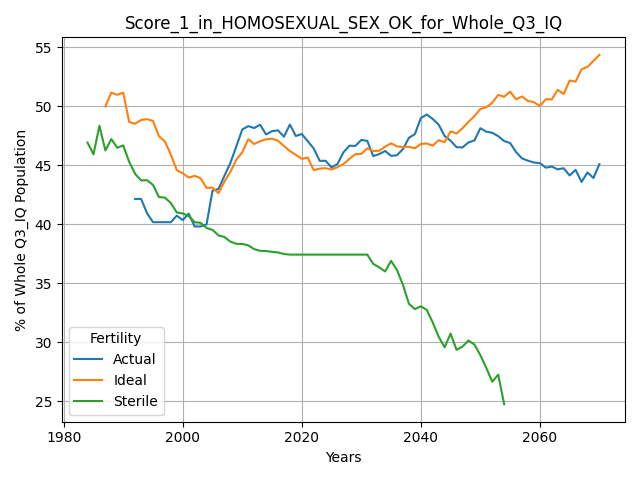 Score_1_in_HOMOSEXUAL_SEX_OK_for_Whole_Q3_IQ
% of Whole Q3_IQ Population
55
50
45
40
35
30
25
Fertility
Actual
Ideal
Sterile
1980 2000 2020 2040 2060
Years